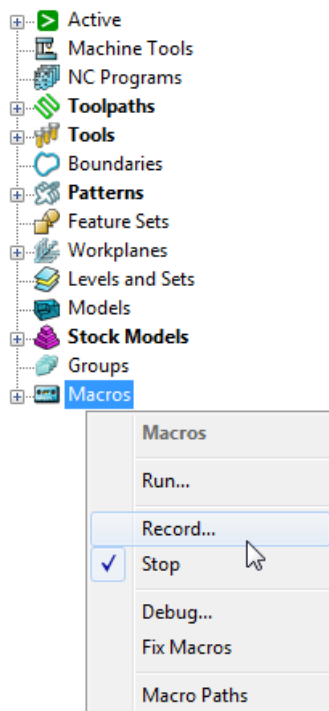 Active
Machine Tools
NC Programs
Toolpaths
Tools
Boundaries
Patterns
Feature Sets
Workplanes
Levels and Sets
Models
Stock Models
Groups
Macros
Macros
Run...
Record...
Stop
Debug...
Fix Macros
Macro Paths